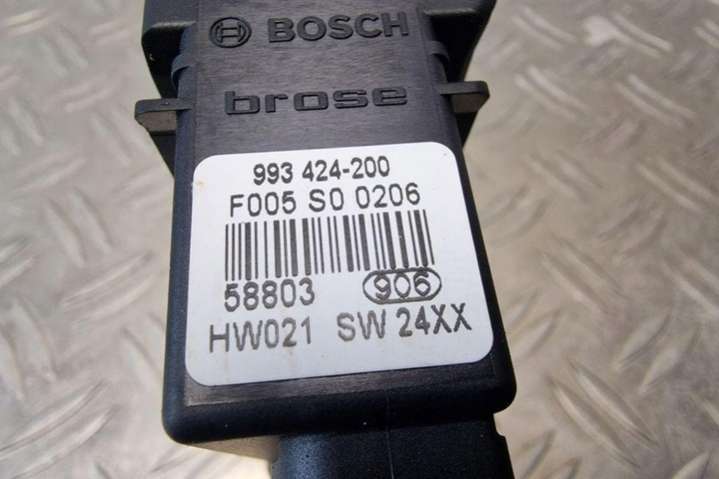 BOSCH
brose
993 424-200
F005 S0 0206
58803 906
HW021 SW 24XX